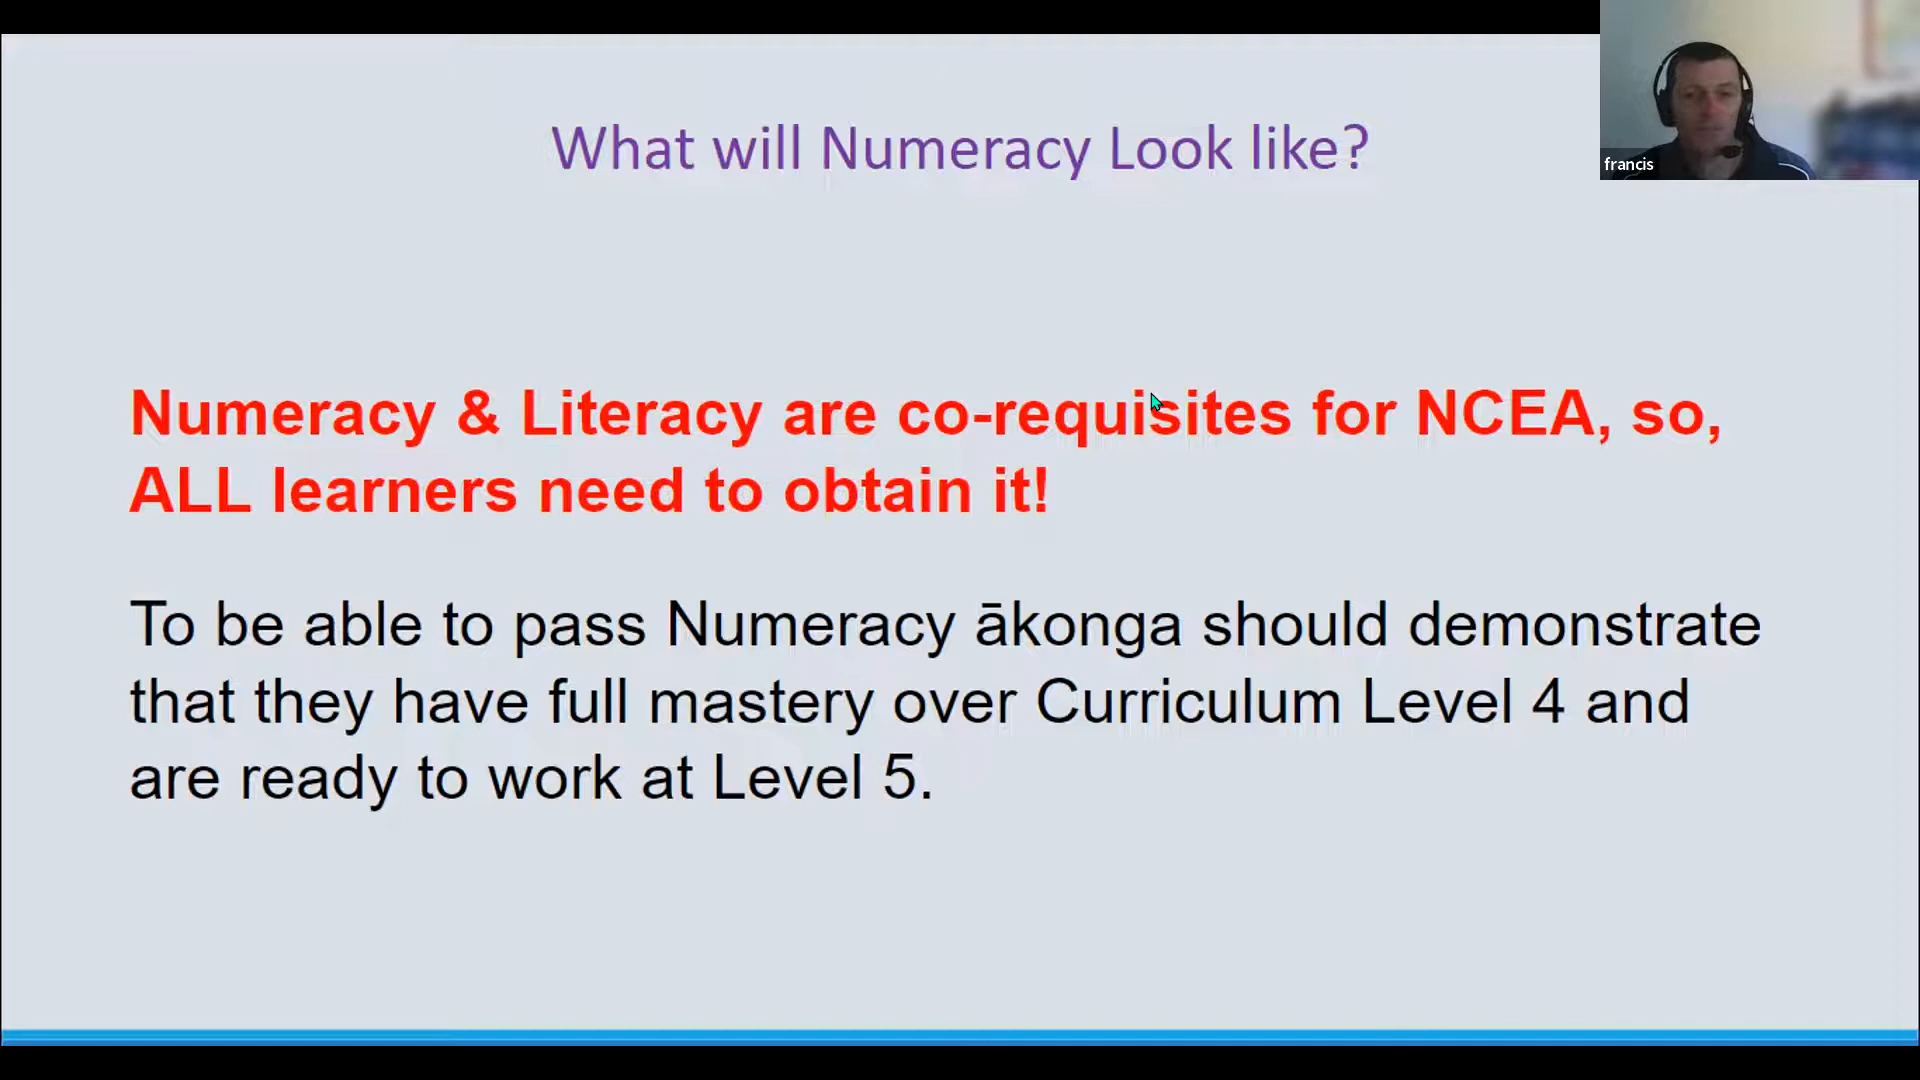 What will Numeracy Look like?
francis
Numeracy & Literacy are co-requisites for NCEA, so,
ALL learners need to obtain it!
To be able to pass Numeracy ākonga should demonstrate
that they have full mastery over Curriculum Level 4 and
are ready to work at Level 5.